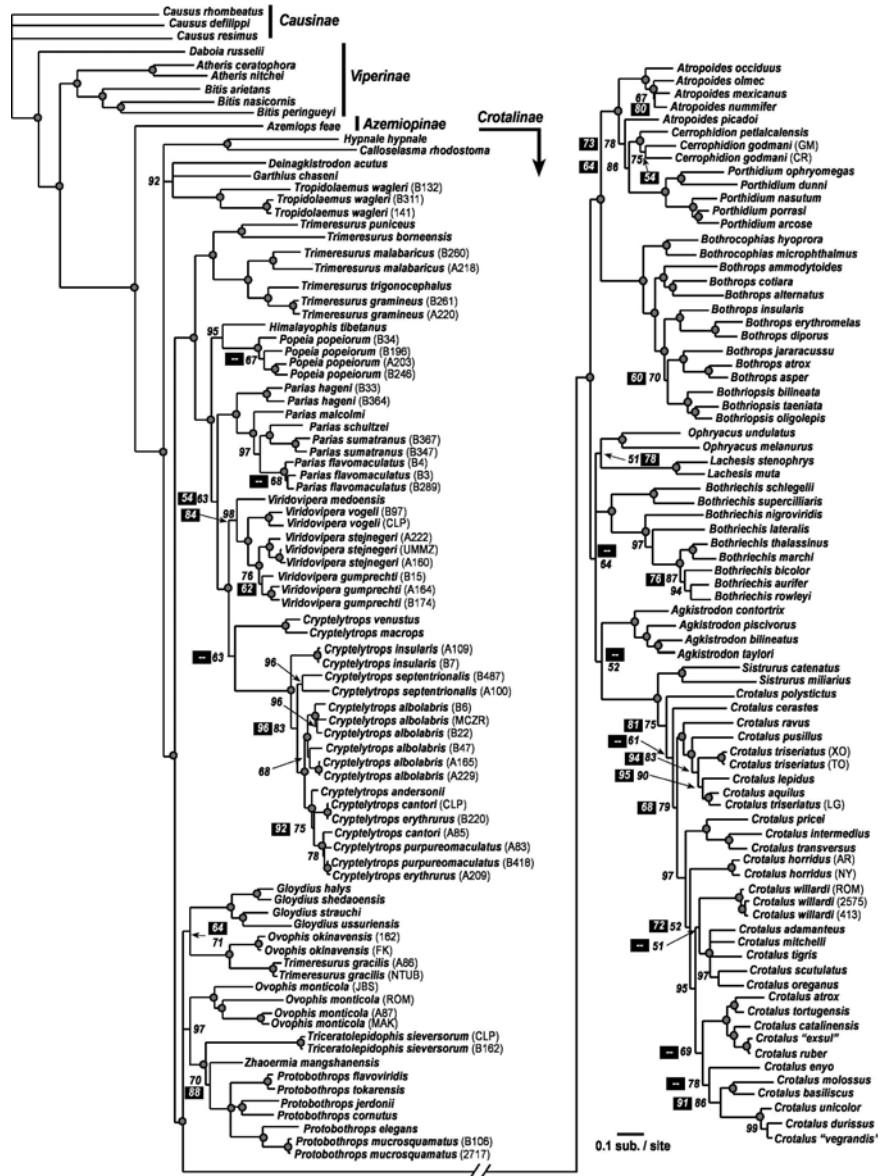 Causus rhombeatus
Causus defilippi
Causus resimus
Causinae
Daboia russelii
Atheris ceratophora
Atheris nitchei
Bitis arietans
Bitis nasicornis
Bitis peringueyi
Viperinae
Azemiops feae
Azemiopinae
Crotalinae
Hypnale hypnale
Calloselasma rhodostoma
92
Deinagkistrodon acutus
Garthius chaseni
Tropidolaemus wagleri (B132)
Tropidolaemus wagleri (B311)
Tropidolaemus wagleri (141)
Trimeresurus puniceus
Trimeresurus borneensis
Trimeresurus malabaricus (B260)
Trimeresurus malabaricus (A218)
Trimeresurus trigonocephalus
Trimeresurus gramineus (B261)
Trimeresurus gramineus (A220)
95
Himalayophis tibetanus
Popeia popeiorum (B34)
-- 67
Popeia popeiorum (B196)
Popeia popeiorum (A203)
Popeia popeiorum (B246)
Parias hageni (B33)
Parias hageni (B364)
Parias malcolmi
97
Parias schultzei
Parias sumatranus (B367)
Parias sumatranus (B347)
Parias flavomaculatus (B4)
-- 68
Parias flavomaculatus (B3)
Parias flavomaculatus (B289)
54 63
84
98
Viridovipera medoensis
Viridovipera vogeli (B97)
Viridovipera vogeli (CLP)
Viridovipera stejnegeri (A222)
Viridovipera stejnegeri (UMMZ)
Viridovipera stejnegeri (A160)
76
62
Viridovipera gumprechti (B15)
Viridovipera gumprechti (A164)
Viridovipera gumprechti (B174)
-- 63
Cryptelytrops venustus
Cryptelytrops macrops
Cryptelytrops insularis (A109)
Cryptelytrops insularis (B7)
96
Cryptelytrops septentrionalis (B487)
Cryptelytrops septentrionalis (A100)
96
Cryptelytrops albolabris (B6)
Cryptelytrops albolabris (MCZR)
96 83
Cryptelytrops albolabris (B22)
Cryptelytrops albolabris (B47)
68
Cryptelytrops albolabris (A165)
Cryptelytrops albolabris (A229)
Cryptelytrops andersonii
Cryptelytrops cantori (CLP)
Cryptelytrops erythrurus (B220)
92 75
Cryptelytrops cantori (A85)
78
Cryptelytrops purpureomaculatus (A83)
Cryptelytrops purpureomaculatus (B418)
Cryptelytrops erythrurus (A209)
Gloydius halys
Gloydius shedaoensis
Gloydius strauchi
Gloydius ussuriensis
64
71
Ovophis okinavensis (162)
Ovophis okinavensis (FK)
Trimeresurus gracilis (A86)
Trimeresurus gracilis (NTUB)
Ovophis monticola (JBS)
Ovophis monticola (ROM)
Ovophis monticola (A87)
Ovophis monticola (MAK)
97
Triceratolepidophis sieversorum (CLP)
Triceratolepidophis sieversorum (B162)
70
88
Zhaoermia mangshanensis
Protobothrops flavoviridis
Protobothrops tokarensis
Protobothrops jerdonii
Protobothrops cornutus
Protobothrops elegans
Protobothrops mucrosquamatus (B106)
Protobothrops mucrosquamatus (2717)
Atropoides occiduus
Atropoides olmec
67
Atropoides mexicanus
80
Atropoides nummifer
Atropoides picadoi
73 78
Cerrophidion petlalcalensis
Cerrophidion godmani (GM)
64 86 75
Cerrophidion godmani (CR)
54
Porthidium ophryomegas
Porthidium dunni
Porthidium nasutum
Porthidium porrasi
Porthidium arcose
Bothrocophias hyoprora
Bothrocophias microphthalmus
Bothrops ammodytoides
Bothrops cotiara
Bothrops alternatus
Bothrops insularis
Bothrops erythromelas
Bothrops diporus
Bothrops jararacussu
60 70
Bothrops atrox
Bothrops asper
Bothriopsis bilineata
Bothriopsis taeniata
Bothriopsis oligolepis
Ophryacus undulatus
Ophryacus melanurus
51 78
Lachesis stenophrys
Lachesis muta
Bothriechis schlegelii
Bothriechis supercilliaris
Bothriechis nigroviridis
Bothriechis lateralis
97
Bothriechis thalassinus
-- 64
Bothriechis marchi
76 87
Bothriechis bicolor
94
Bothriechis aurifer
Bothriechis rowleyi
Agkistrodon contortrix
Agkistrodon piscivorus
Agkistrodon bilineatus
-- 52
Agkistrodon taylori
Sistrurus catenatus
Sistrurus miliarius
Crotalus polystictus
Crotalus cerastes
81 75
Crotalus ravus
-- 61
Crotalus pusillus
94 83
Crotalus triseriatus (XO)
Crotalus triseriatus (TO)
95 90
Crotalus lepidus
Crotalus aquilus
68 79
Crotalus triseriatus (LG)
Crotalus pricei
Crotalus intermedius
Crotalus transversus
97
Crotalus horridus (AR)
Crotalus horridus (NY)
Crotalus willardi (ROM)
Crotalus willardi (2575)
Crotalus willardi (413)
72 52
Crotalus adamanteus
-- 51
Crotalus mitchelli
Crotalus tigris
97
Crotalus scutulatus
95
Crotalus oreganus
Crotalus atrox
Crotalus tortugensis
Crotalus catalinensis
Crotalus "exsul"
-- 69
Crotalus ruber
Crotalus enyo
-- 78
Crotalus molossus
91 86
Crotalus basiliscus
Crotalus unicolor
99
Crotalus durissus
Crotalus "vegrandis"
0.1 sub. / site